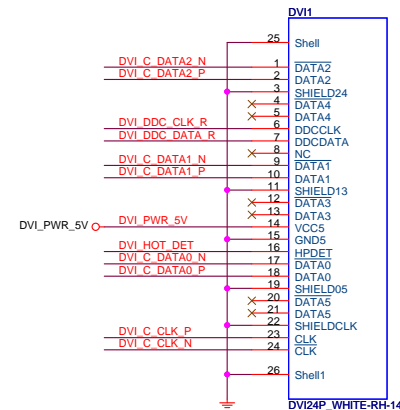 DVI1
25 Shell
DVI_C_DATA2_N 1 DATA2
DVI_C_DATA2_P 2 DATA2
3 SHIELD24
4 DATA4
5 DATA4
DVI_DDC_CLK_R 6 DDCCLK
DVI_DDC_DATA_R 7 DDCDATA
8 NC
DVI_C_DATA1_N 9 DATA1
DVI_C_DATA1_P 10 DATA1
11 SHIELD13
12 DATA3
13 DATA3
DVI_PWR_5V DVI_PWR_5V 14 VCC5
15 GND5
DVI_HOT_DET 16 HPDET
DVI_C_DATA0_N 17 DATA0
DVI_C_DATA0_P 18 DATA0
19 SHIELD05
20 DATA5
21 DATA5
22 SHIELDCLK
DVI_C_CLK_P 23 CLK
DVI_C_CLK_N 24 CLK
26 Shell1
DVI24P_WHITE-RH-14